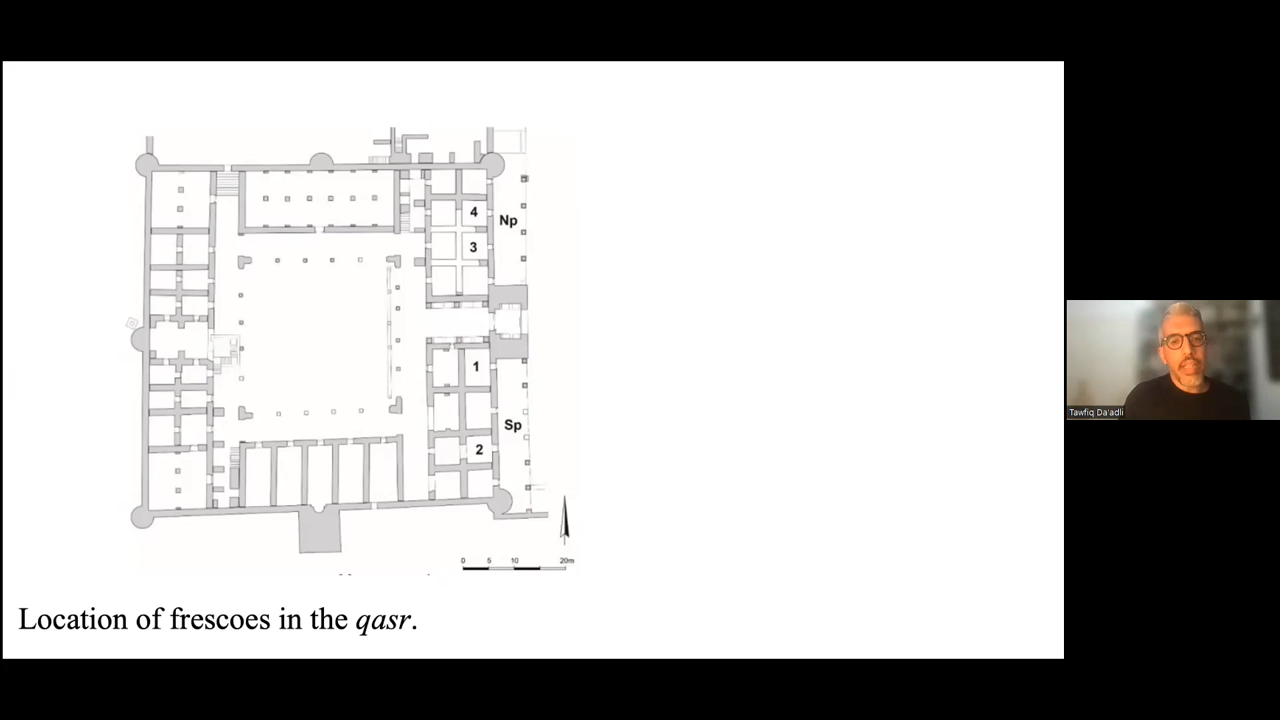 4
Np
3
1
Sp
2
0 5 10 20m
Location of frescoes in the qasr.
Tawfiq Da'adli